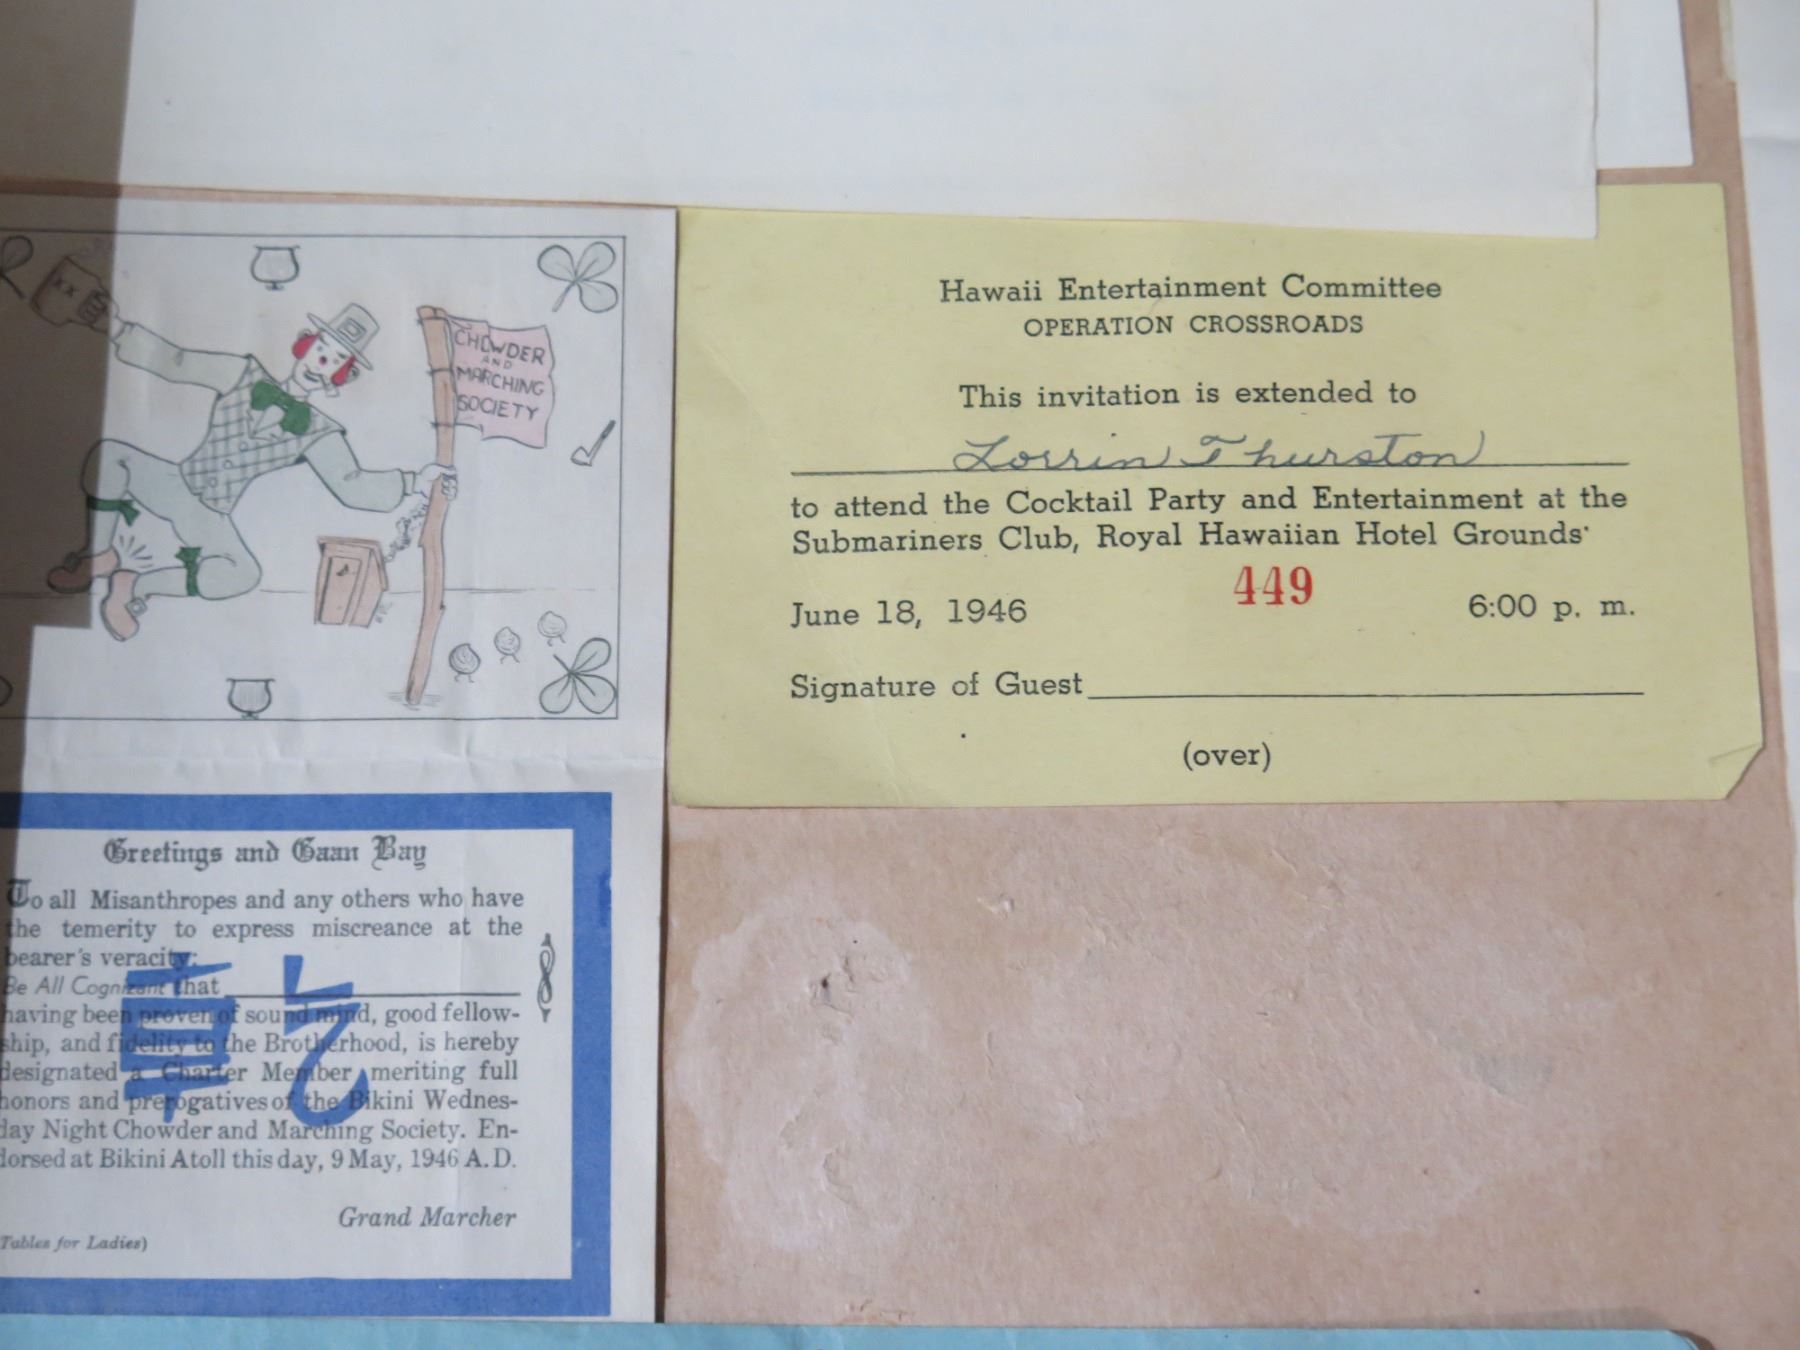 XX
CHOWDER
AND
MARCHING
SOCIETY
Greetings and Gaan Bay
To all Misanthropes and any others who have
the temerity to express miscreance at the
bearer's veracity:
Be All Cognizant that
having been proven of sound mind, good fellow-
ship, and fidelity to the Brotherhood, is hereby
designated a Charter Member meriting full
honors and prerogatives of the Bikini Wednes-
day Night Chowder and Marching Society. En-
dorsed at Bikini Atoll this day, 9 May, 1946 A.D.
Grand Marcher
Tables for Ladies)
Hawaii Entertainment Committee
OPERATION CROSSROADS
This invitation is extended to
Lorrin Thurston
to attend the Cocktail Party and Entertainment at the
Submariners Club, Royal Hawaiian Hotel Grounds
449
June 18, 1946 6:00 p. m.
Signature of Guest
(over)